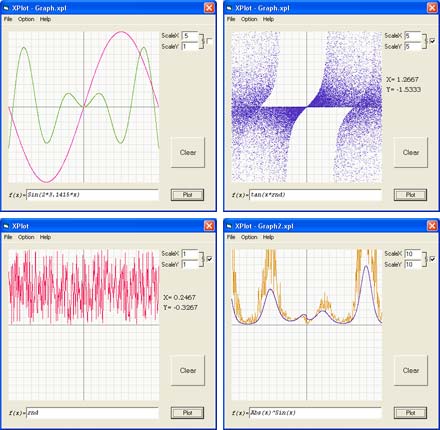 XPlot - Graph.xpl
File Option Help
ScaleX .5
ScaleY 1
Clear
f(x)= Sin(2*3.1415*x) Plot
XPlot - Graph.xpl
File Option Help
ScaleX 5
ScaleY 5
X= 1.2667
Y= -1.5333
Clear
f(x)= tan(x*rnd) Plot
XPlot
File Option Help
ScaleX 1
ScaleY 1
X= 0.2467
Y= -0.3267
Clear
f(x)= rnd Plot
XPlot - Graph2.xpl
File Option Help
ScaleX 10
ScaleY 10
Clear
f(x)= Abs(x)^Sin(x) Plot